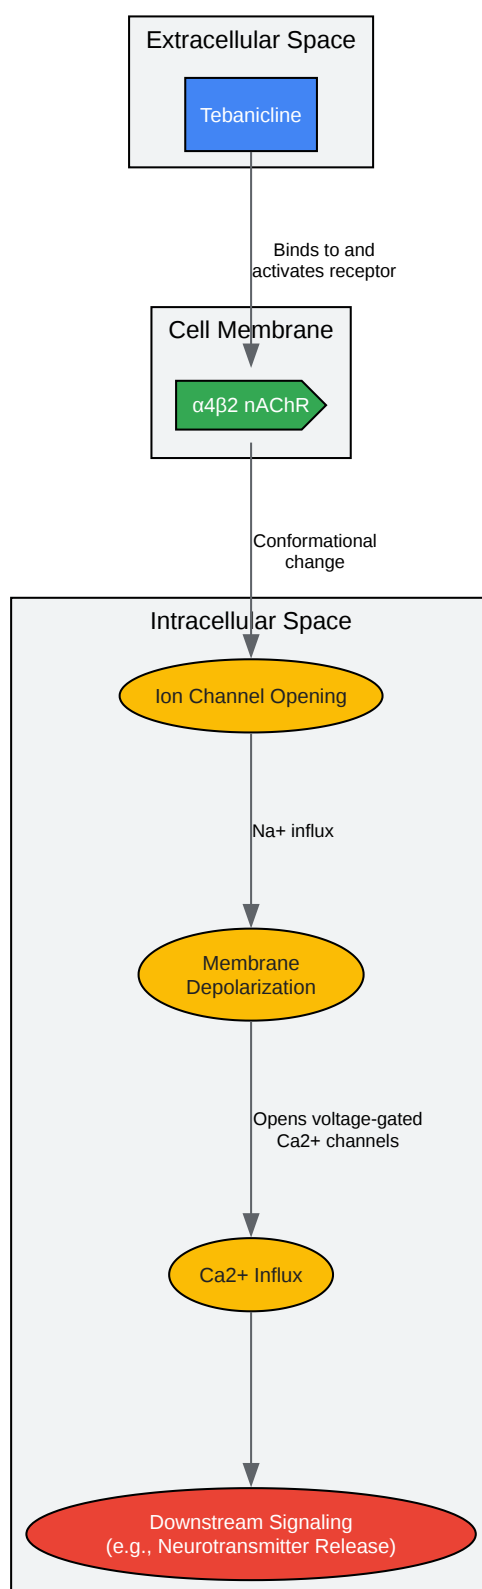 Extracellular Space
Tebanicline
Binds to and
activates receptor
Cell Membrane
α4β2 nAChR
Conformational
change
Intracellular Space
Ion Channel Opening
Na+ influx
Membrane
Depolarization
Opens voltage-gated
Ca2+ channels
Ca2+ Influx
Downstream Signaling
(e.g., Neurotransmitter Release)